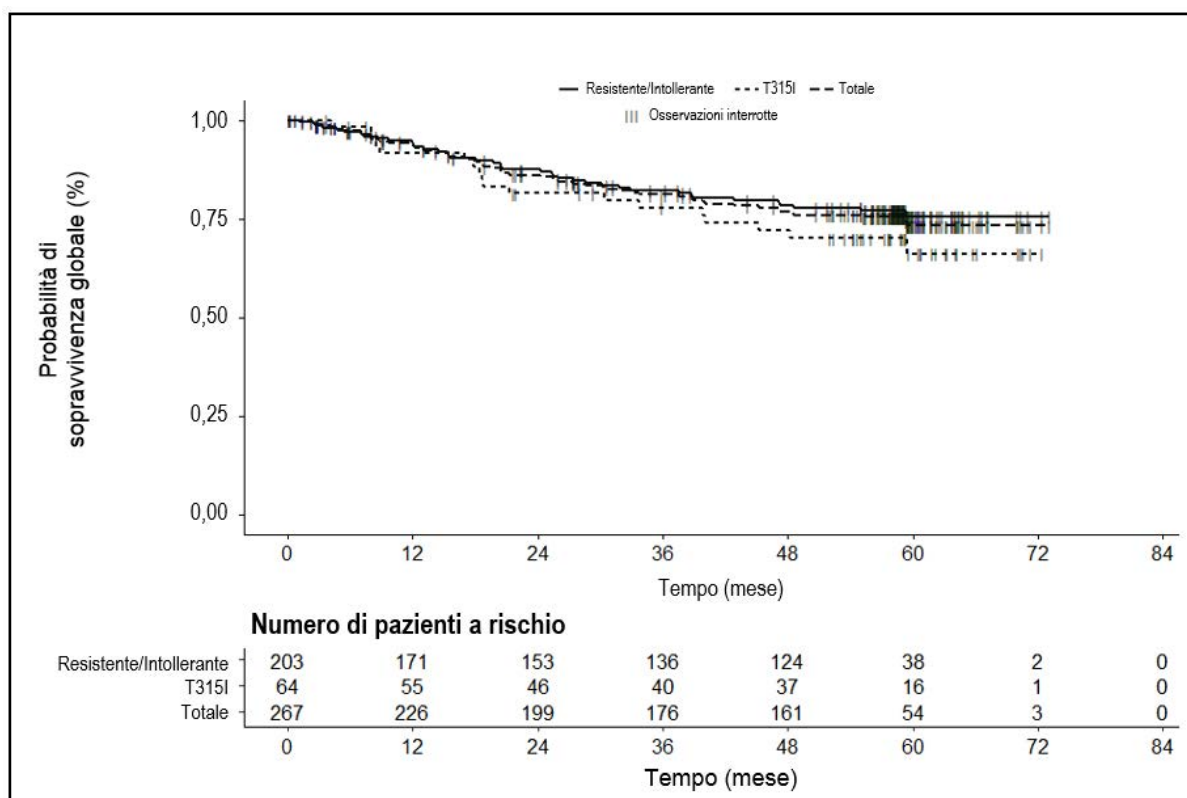 Resistente/Intollerante T315I Totale
Osservazioni interrotte
Probabilità di
sopravvivenza globale (%)
1,00
0,75
0,50
0,25
0,00
0 12 24 36 48 60 72 84
Tempo (mese)
Numero di pazienti a rischio
Resistente/Intollerante 203 171 153 136 124 38 2 0
T315I 64 55 46 40 37 16 1 0
Totale 267 226 199 176 161 54 3 0
0 12 24 36 48 60 72 84
Tempo (mese)